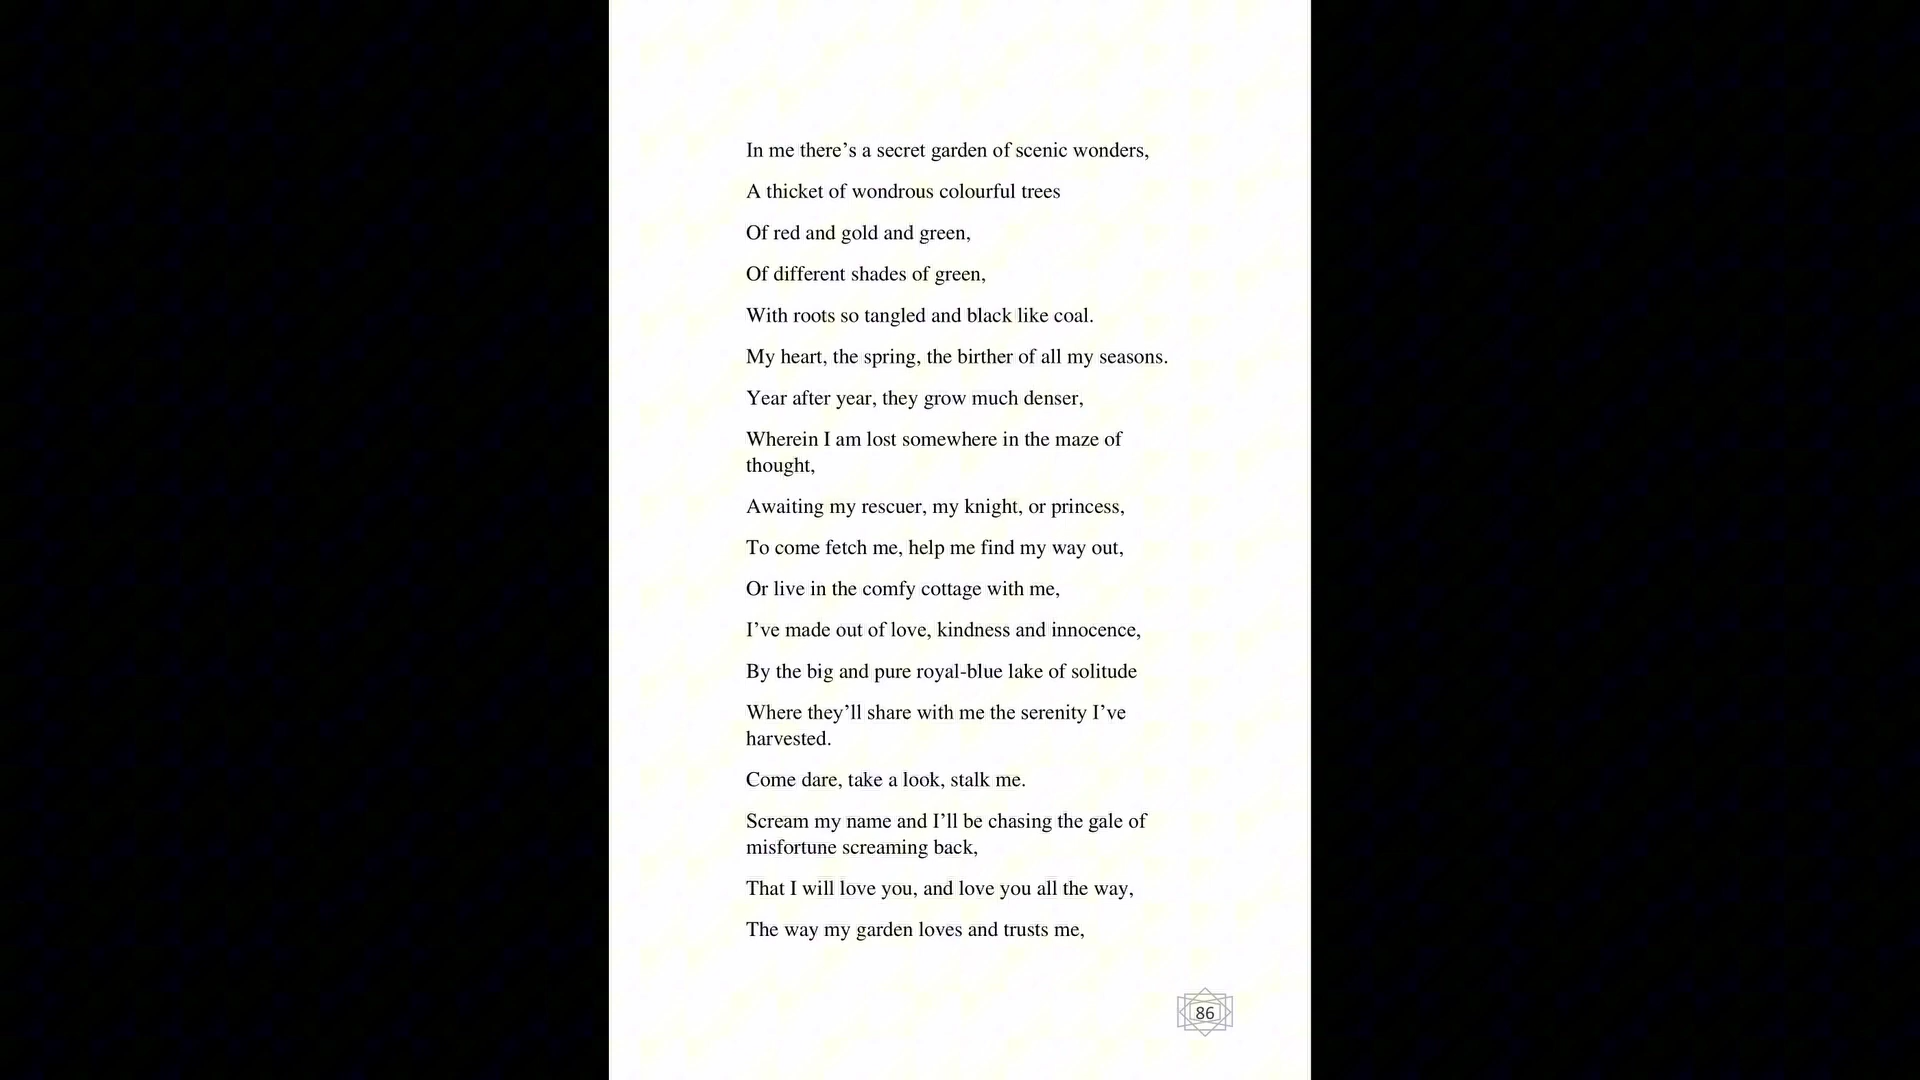 In me there’s a secret garden of scenic wonders,
A thicket of wondrous colourful trees
Of red and gold and green,
Of different shades of green,
With roots so tangled and black like coal.
My heart, the spring, the birther of all my seasons.
Year after year, they grow much denser,
Wherein I am lost somewhere in the maze of
thought,
Awaiting my rescuer, my knight, or princess,
To come fetch me, help me find my way out,
Or live in the comfy cottage with me,
I’ve made out of love, kindness and innocence,
By the big and pure royal-blue lake of solitude
Where they’ll share with me the serenity I’ve
harvested.
Come dare, take a look, stalk me.
Scream my name and I’ll be chasing the gale of
misfortune screaming back,
That I will love you, and love you all the way,
The way my garden loves and trusts me,
86